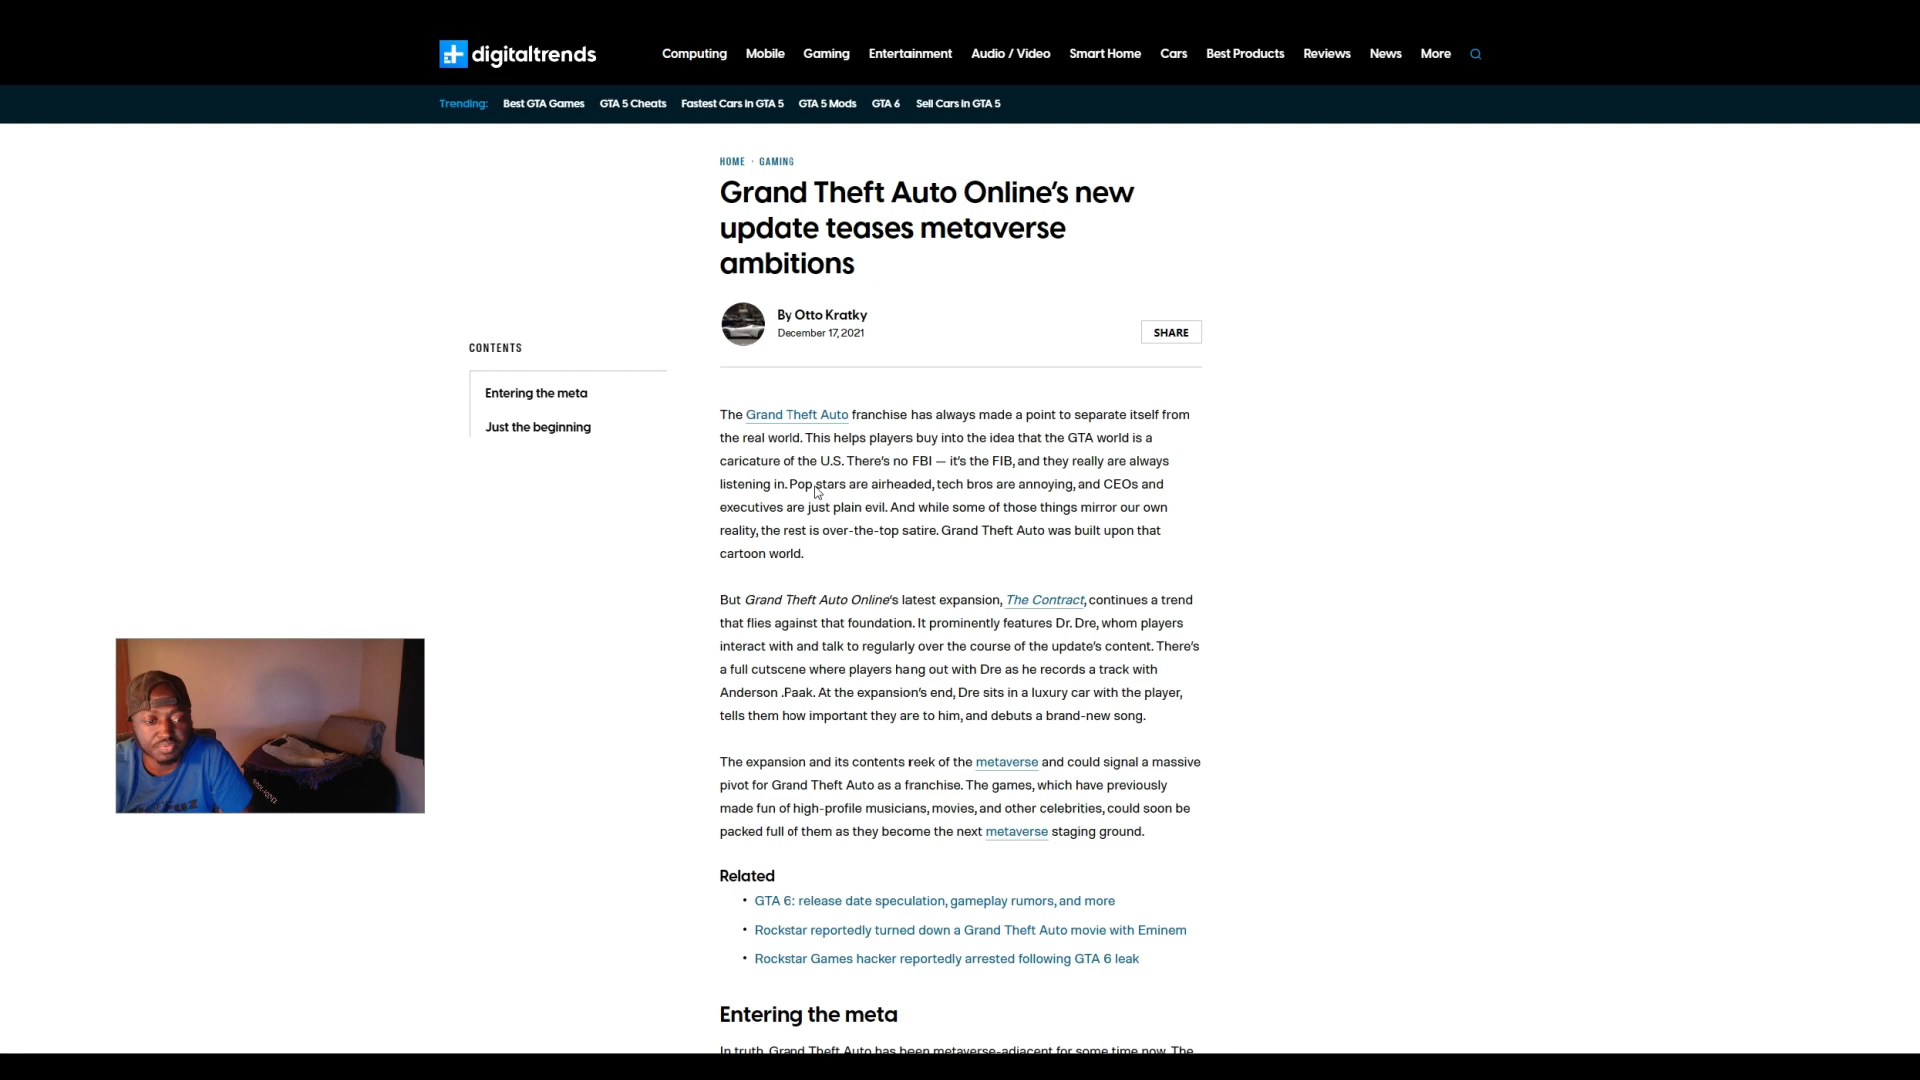 digitaltrends
Computing Mobile Gaming Entertainment Audio / Video Smart Home Cars Best Products Reviews News More
Trending: Best GTA Games GTA 5 Cheats Fastest Cars in GTA 5 GTA 5 Mods GTA 6 Sell Cars in GTA 5
HOME · GAMING
Grand Theft Auto Online's new
update teases metaverse
ambitions
By Otto Kratky
December 17, 2021
SHARE
CONTENTS
Entering the meta
Just the beginning
The Grand Theft Auto franchise has always made a point to separate itself from
the real world. This helps players buy into the idea that the GTA world is a
caricature of the U.S. There's no FBI — it's the FIB, and they really are always
listening in. Pop stars are airheaded, tech bros are annoying, and CEOs and
executives are just plain evil. And while some of those things mirror our own
reality, the rest is over-the-top satire. Grand Theft Auto was built upon that
cartoon world.
But Grand Theft Auto Online's latest expansion, The Contract, continues a trend
that flies against that foundation. It prominently features Dr. Dre, whom players
interact with and talk to regularly over the course of the update's content. There's
a full cutscene where players hang out with Dre as he records a track with
Anderson .Paak. At the expansion's end, Dre sits in a luxury car with the player,
tells them how important they are to him, and debuts a brand-new song.
The expansion and its contents reek of the metaverse and could signal a massive
pivot for Grand Theft Auto as a franchise. The games, which have previously
made fun of high-profile musicians, movies, and other celebrities, could soon be
packed full of them as they become the next metaverse staging ground.
Related
• GTA 6: release date speculation, gameplay rumors, and more
• Rockstar reportedly turned down a Grand Theft Auto movie with Eminem
• Rockstar Games hacker reportedly arrested following GTA 6 leak
Entering the meta
In truth, Grand Theft Auto has been metaverse-adjacent for some time now. The